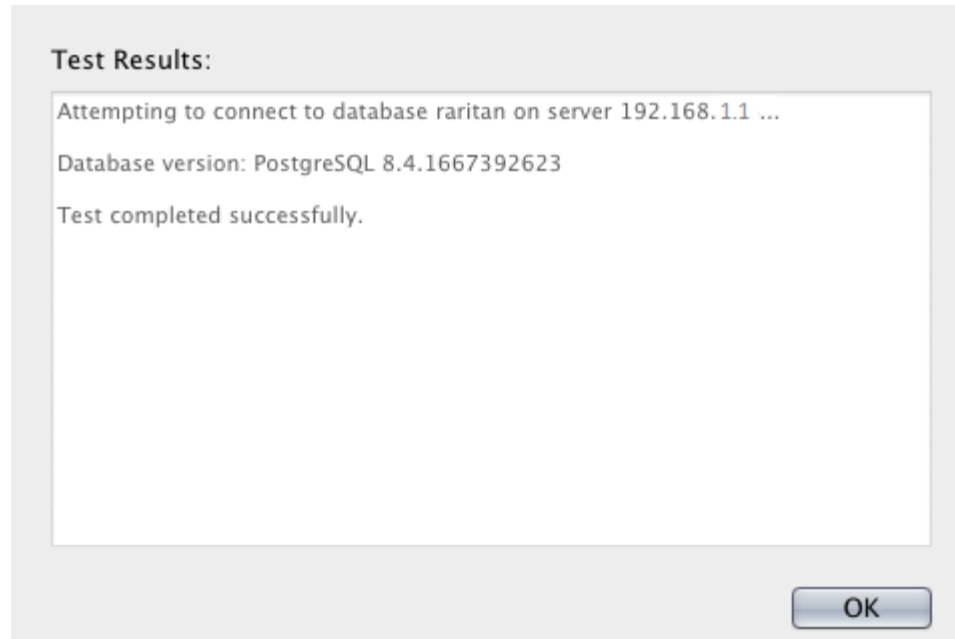 Test Results:
Attempting to connect to database raritan on server 192.168.1.1 ...
Database version: PostgreSQL 8.4.1667392623
Test completed successfully.
OK